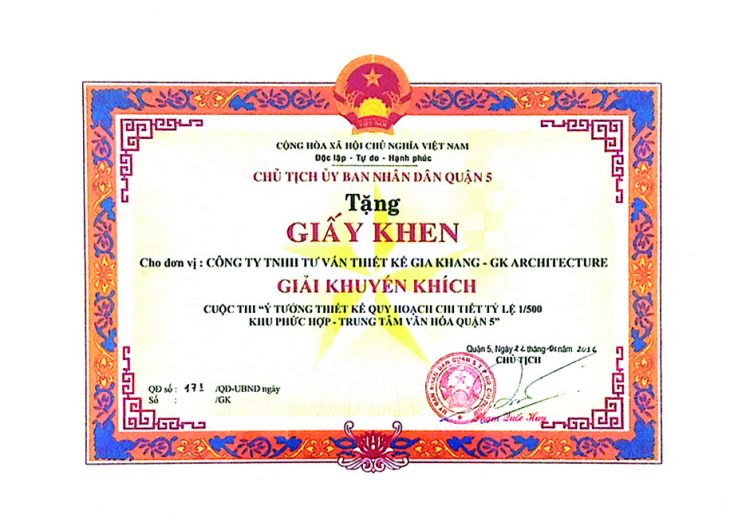 VIỆT NAM
CỘNG HÒA XÃ HỘI CHỦ NGHĨA VIỆT NAM
Độc lập - Tự do - Hạnh phúc
CHỦ TỊCH ỦY BAN NHÂN DÂN QUẬN 5
Tặng
GIẤY KHEN
Cho đơn vị : CÔNG TY TNHH TƯ VẤN THIẾT KẾ GIA KHANG - GK ARCHITECTURE
GIẢI KHUYẾN KHÍCH
CUỘC THI “Ý TƯỞNG THIẾT KẾ QUY HOẠCH CHI TIẾT TỶ LỆ 1/500
KHU PHỨC HỢP - TRUNG TÂM VĂN HÓA QUẬN 5”
Quận 5, Ngày 22 tháng 01 năm 2016
CHỦ TỊCH
QĐ số : 173 /QĐ-UBND ngày
Số : /GK
Phạm Quốc Huy